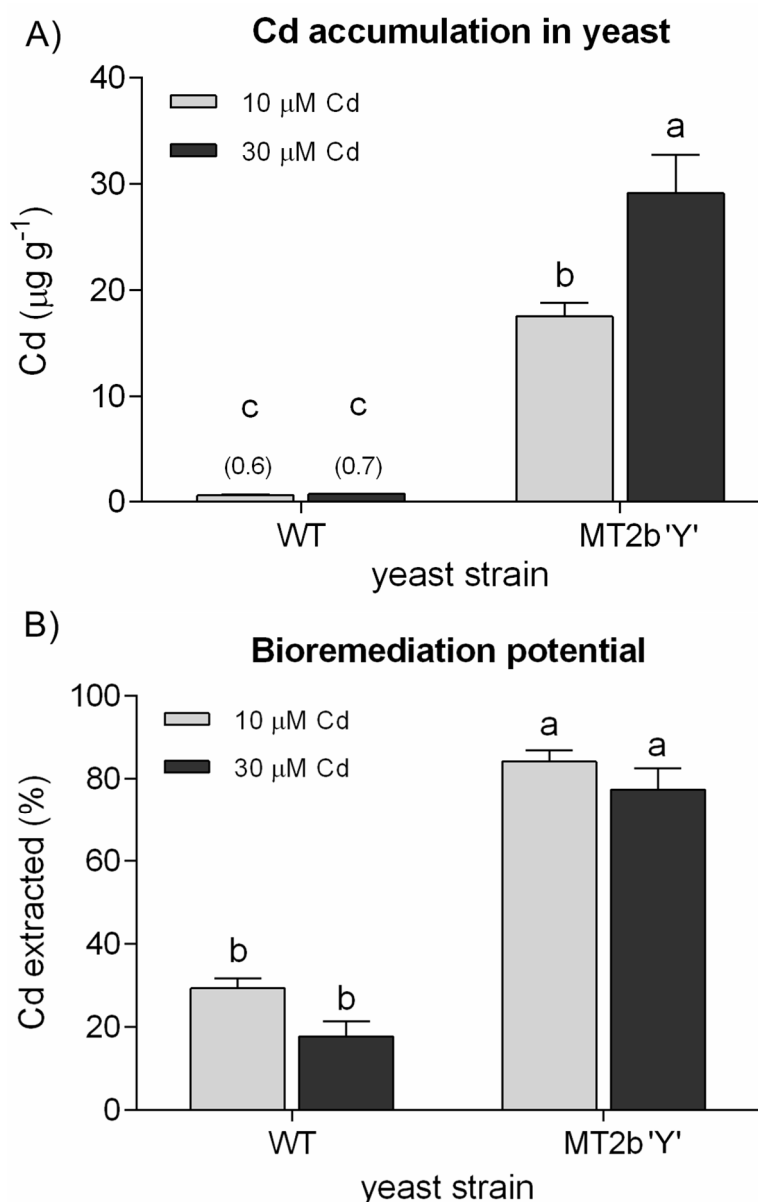 A)
Cd accumulation in yeast
10 μM Cd
30 μM Cd
Cd (μg g⁻¹)
40
30
20
10
0
c
c
b
a
(0.6)
(0.7)
WT
MT2b 'Y'
yeast strain
B)
Bioremediation potential
10 μM Cd
30 μM Cd
Cd extracted (%)
100
80
60
40
20
0
b
b
a
a
WT
MT2b 'Y'
yeast strain